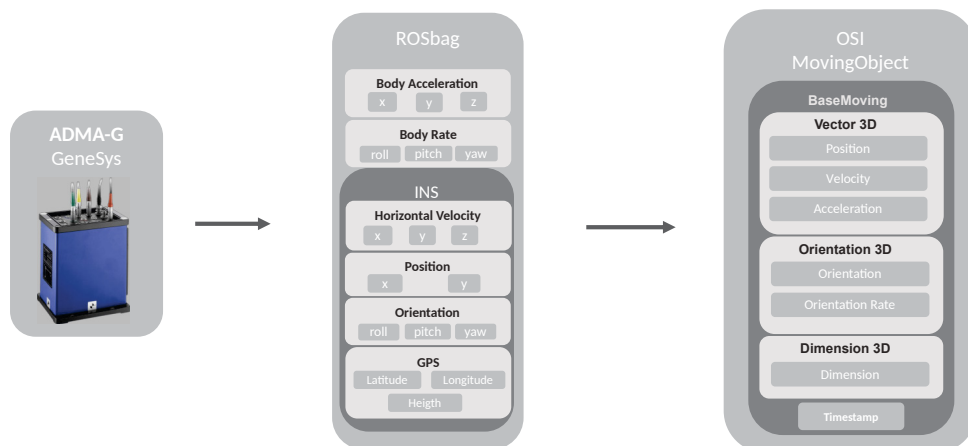 ADMA-G
GeneSys
ROSbag
Body Acceleration
x y z
Body Rate
roll pitch yaw
INS
Horizontal Velocity
x y z
Position
x y
Orientation
roll pitch yaw
GPS
Latitude Longitude
Heigth
OSI
MovingObject
BaseMoving
Vector 3D
Position
Velocity
Acceleration
Orientation 3D
Orientation
Orientation Rate
Dimension 3D
Dimension
Timestamp